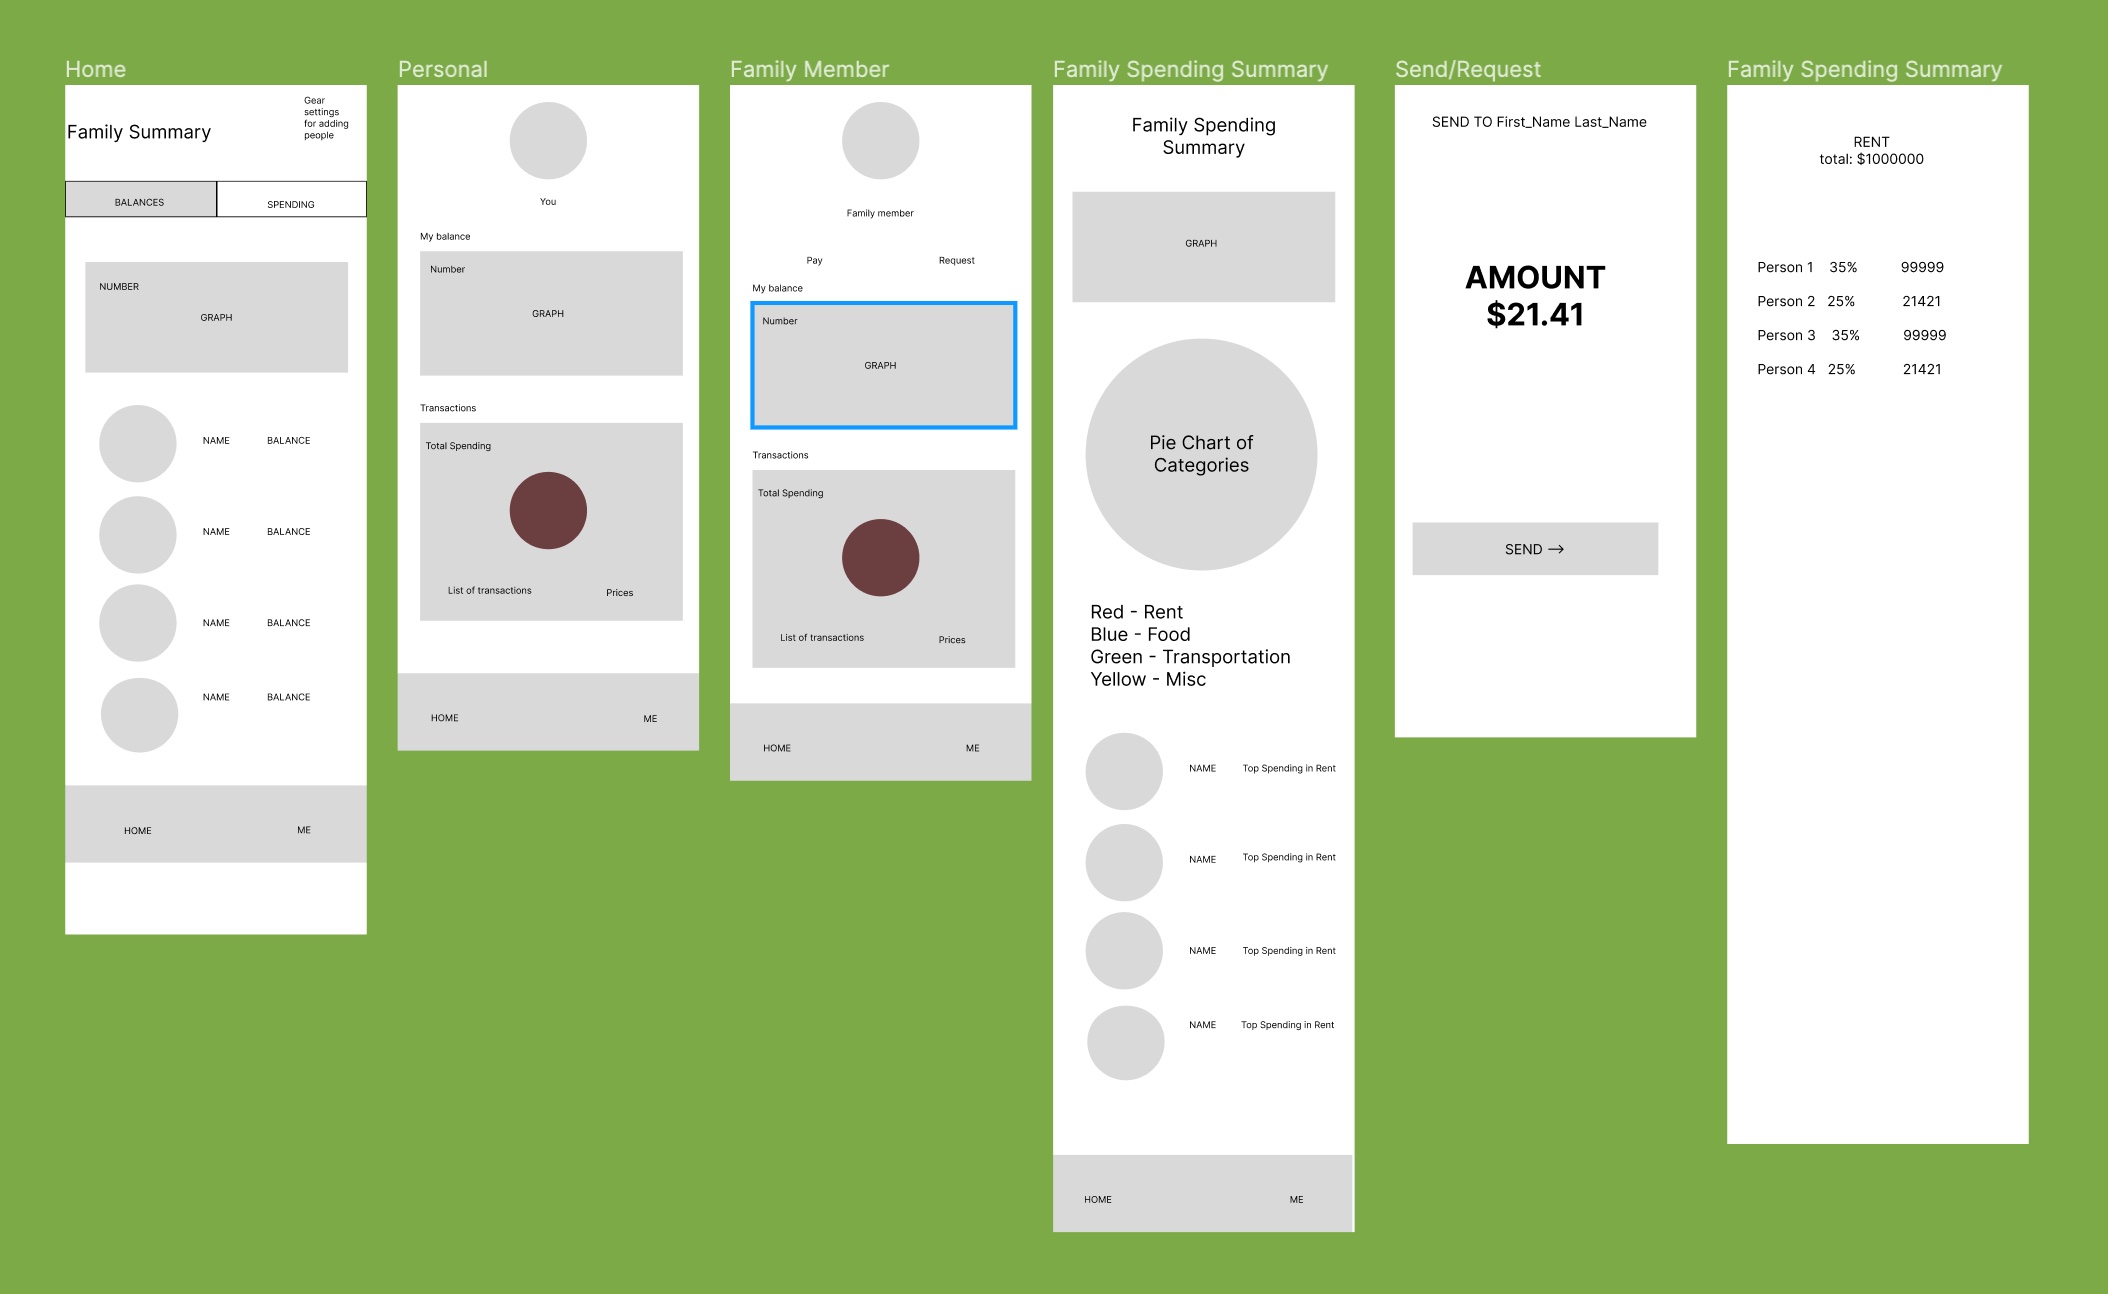 Home
Gear
settings
for adding
people
Family Summary
BALANCES
SPENDING
NUMBER
GRAPH
NAME BALANCE
NAME BALANCE
NAME BALANCE
NAME BALANCE
HOME ME
Personal
You
My balance
Number
GRAPH
Transactions
Total Spending
List of transactions
Prices
HOME ME
Family Member
Family member
Pay Request
My balance
Number
GRAPH
Transactions
Total Spending
List of transactions
Prices
HOME ME
Family Spending Summary
Family Spending
Summary
GRAPH
Pie Chart of
Categories
Red - Rent
Blue - Food
Green - Transportation
Yellow - Misc
NAME Top Spending in Rent
NAME Top Spending in Rent
NAME Top Spending in Rent
NAME Top Spending in Rent
HOME ME
Send/Request
SEND TO First_Name Last_Name
AMOUNT
$21.41
SEND →
Family Spending Summary
RENT
total: $1000000
Person 1 35% 99999
Person 2 25% 21421
Person 3 35% 99999
Person 4 25% 21421